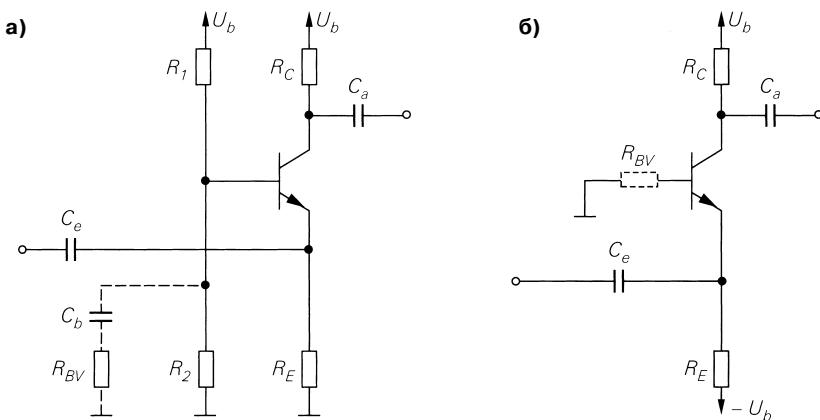 а)
U_b
U_b
R_1
R_C
C_a
C_e
C_b
R_BV
R_2
R_E
б)
U_b
R_C
C_a
R_BV
C_e
R_E
– U_b